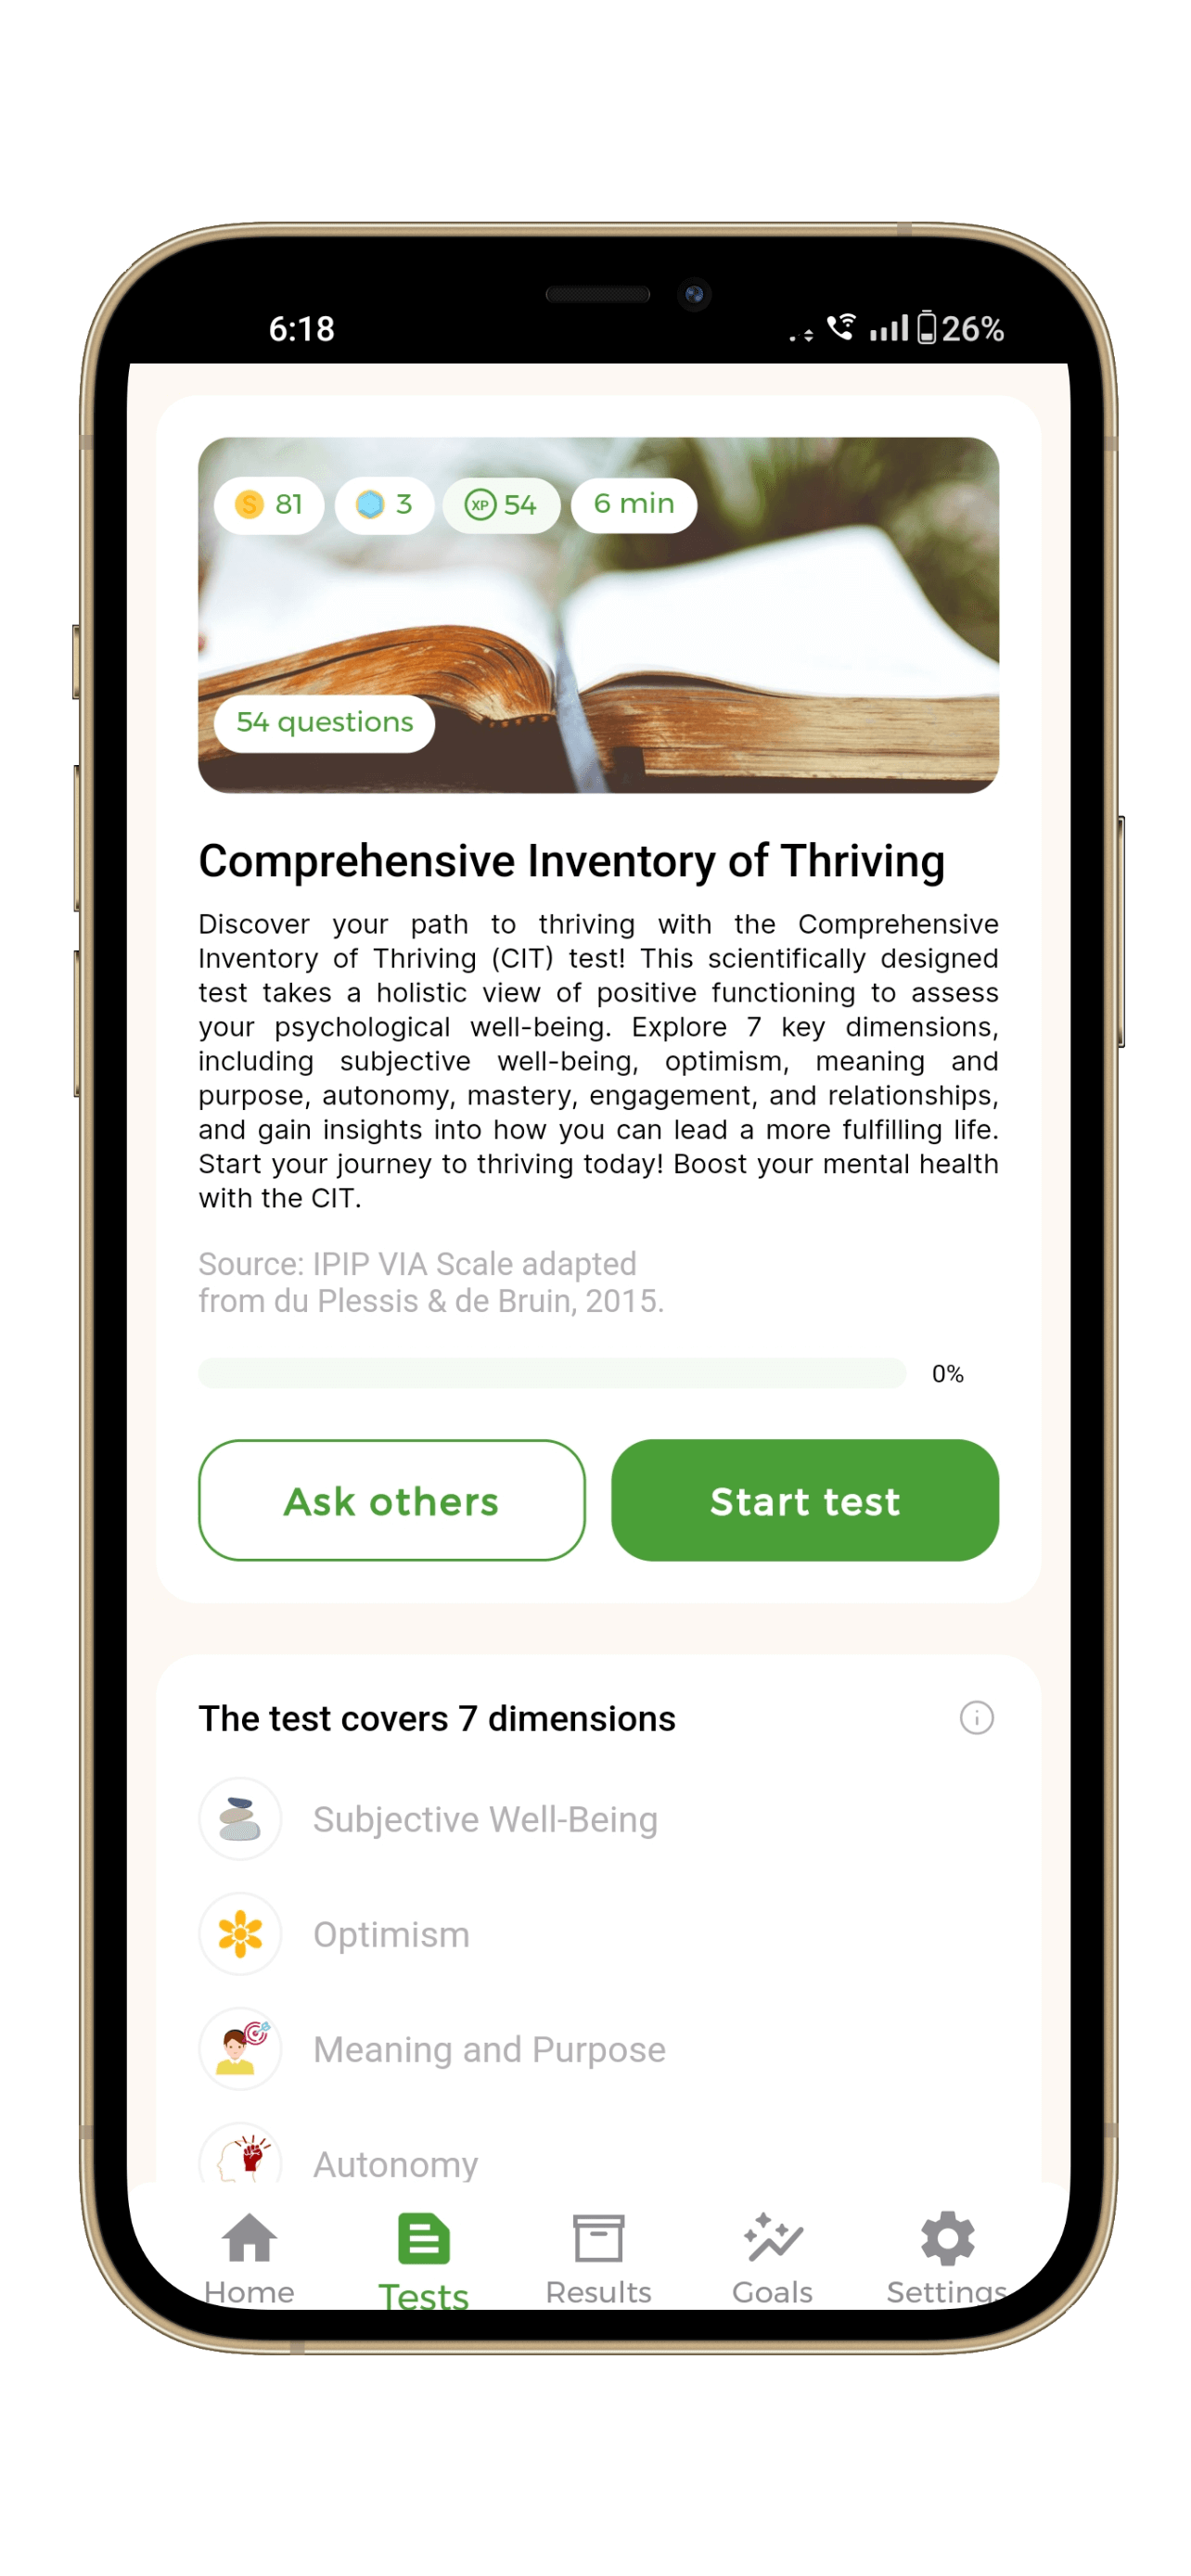 6:18
26%
S 81
3
XP 54
6 min
54 questions
Comprehensive Inventory of Thriving
Discover your path to thriving with the Comprehensive
Inventory of Thriving (CIT) test! This scientifically designed
test takes a holistic view of positive functioning to assess
your psychological well-being. Explore 7 key dimensions,
including subjective well-being, optimism, meaning and
purpose, autonomy, mastery, engagement, and relationships,
and gain insights into how you can lead a more fulfilling life.
Start your journey to thriving today! Boost your mental health
with the CIT.
Source: IPIP VIA Scale adapted
from du Plessis & de Bruin, 2015.
0%
Ask others
Start test
The test covers 7 dimensions
Subjective Well-Being
Optimism
Meaning and Purpose
Autonomy
Home
Tests
Results
Goals
Settings